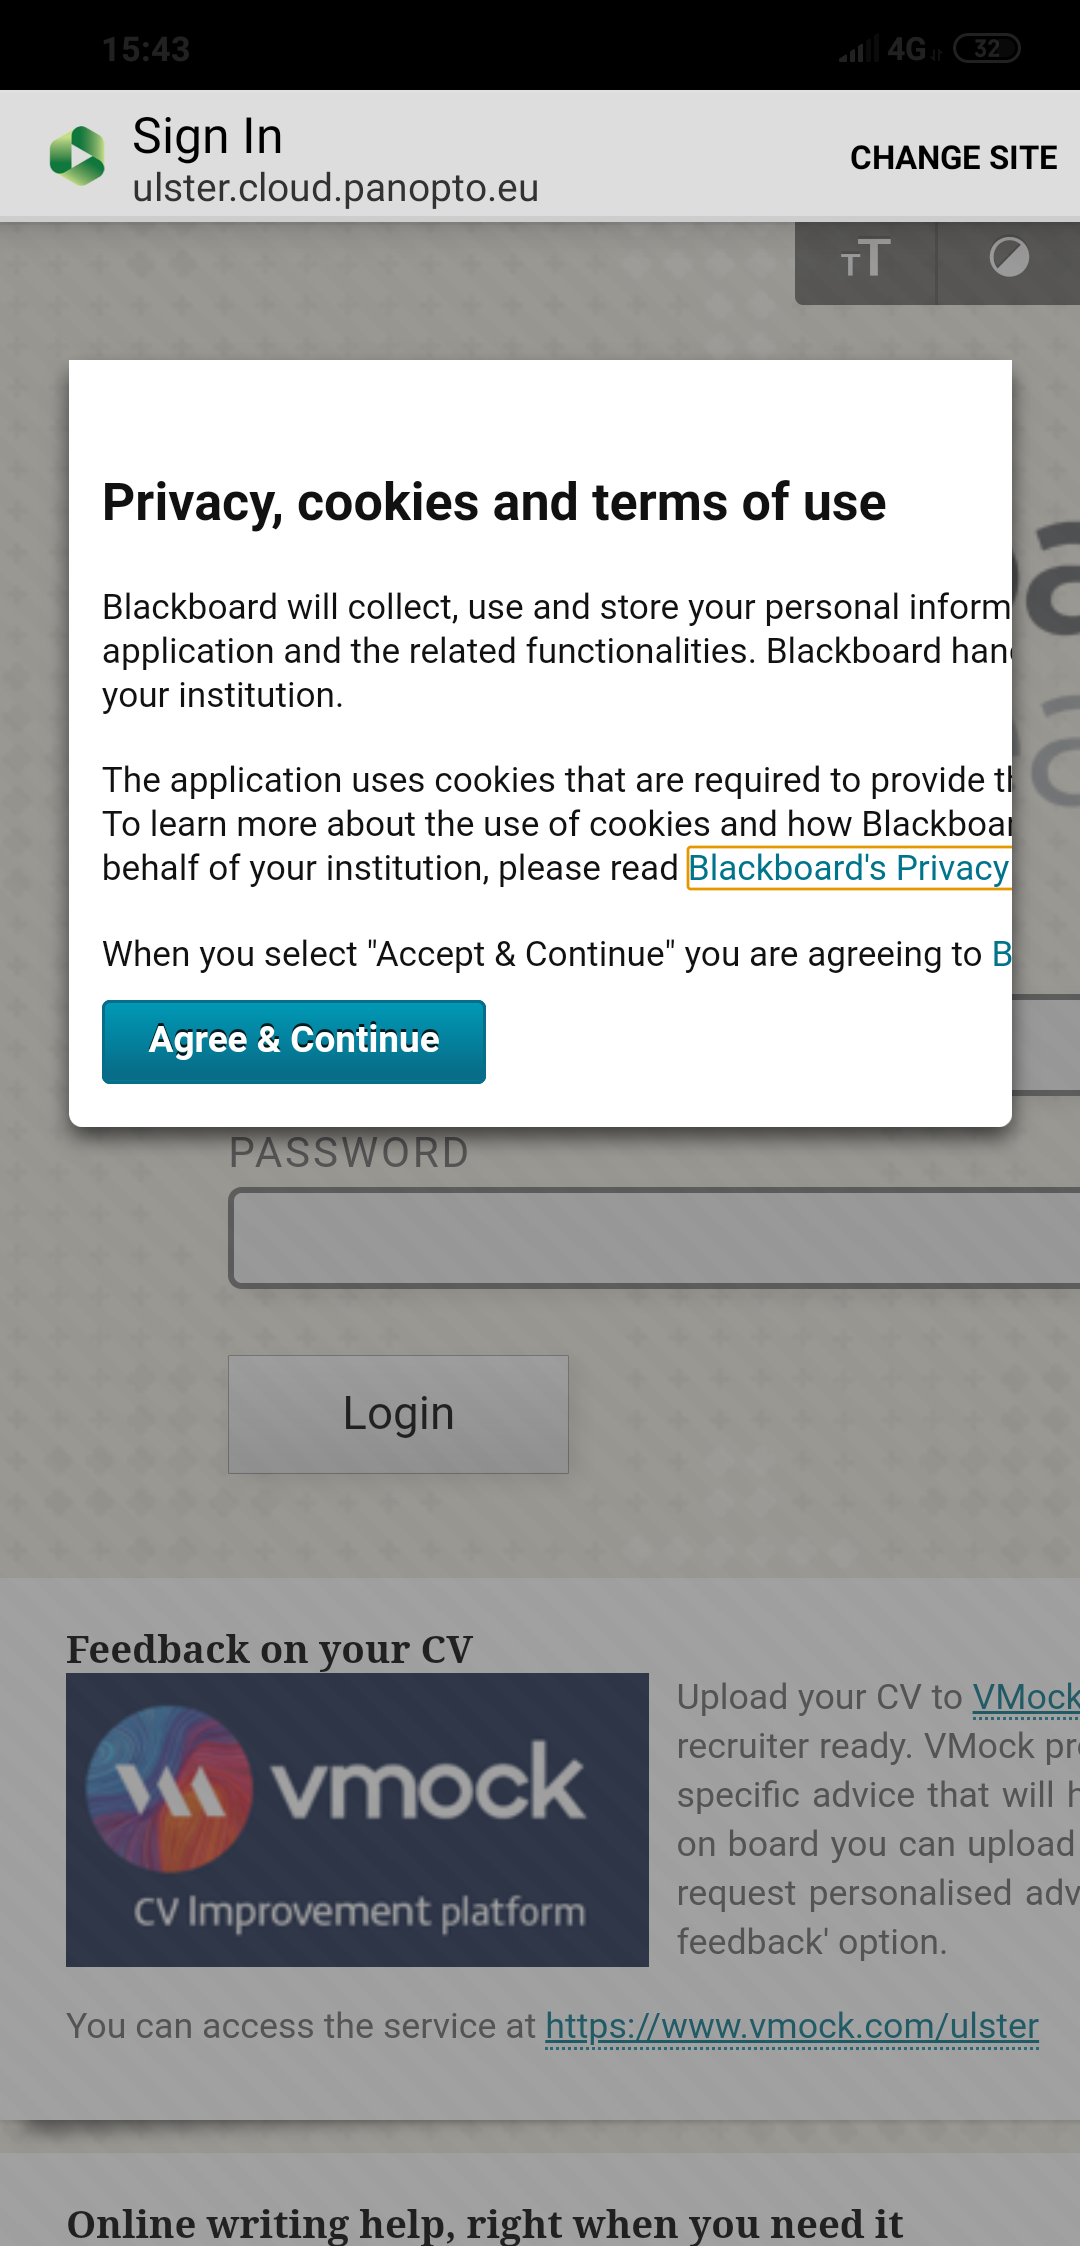 15:43
4G 32
Sign In
ulster.cloud.panopto.eu
CHANGE SITE
TT
Privacy, cookies and terms of use
Blackboard will collect, use and store your personal inform
application and the related functionalities. Blackboard han
your institution.
The application uses cookies that are required to provide th
To learn more about the use of cookies and how Blackboar
behalf of your institution, please read Blackboard's Privacy
When you select "Accept & Continue" you are agreeing to B
Agree & Continue
PASSWORD
Login
Feedback on your CV
vmock
CV Improvement platform
Upload your CV to VMock
recruiter ready. VMock pro
specific advice that will h
on board you can upload
request personalised adv
feedback' option.
You can access the service at https://www.vmock.com/ulster
Online writing help, right when you need it